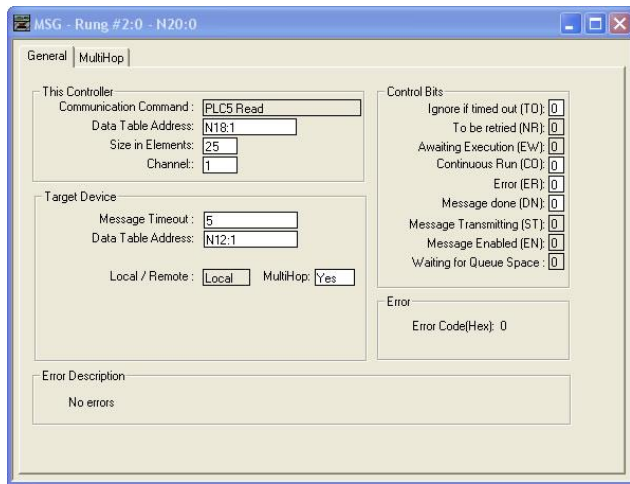 MSG - Rung #2:0 - N20:0
General MultiHop
This Controller
Communication Command : PLC5 Read
Data Table Address: N18:1
Size in Elements: 25
Channel:: 1
Target Device
Message Timeout : 5
Data Table Address: N12:1
Local / Remote : Local MultiHop: Yes
Control Bits
Ignore if timed out (TO): 0
To be retried (NR): 0
Awaiting Execution (EW): 0
Continuous Run (CO): 0
Error (ER): 0
Message done (DN): 0
Message Transmitting (ST): 0
Message Enabled (EN): 0
Waiting for Queue Space : 0
Error
Error Code(Hex): 0
Error Description
No errors